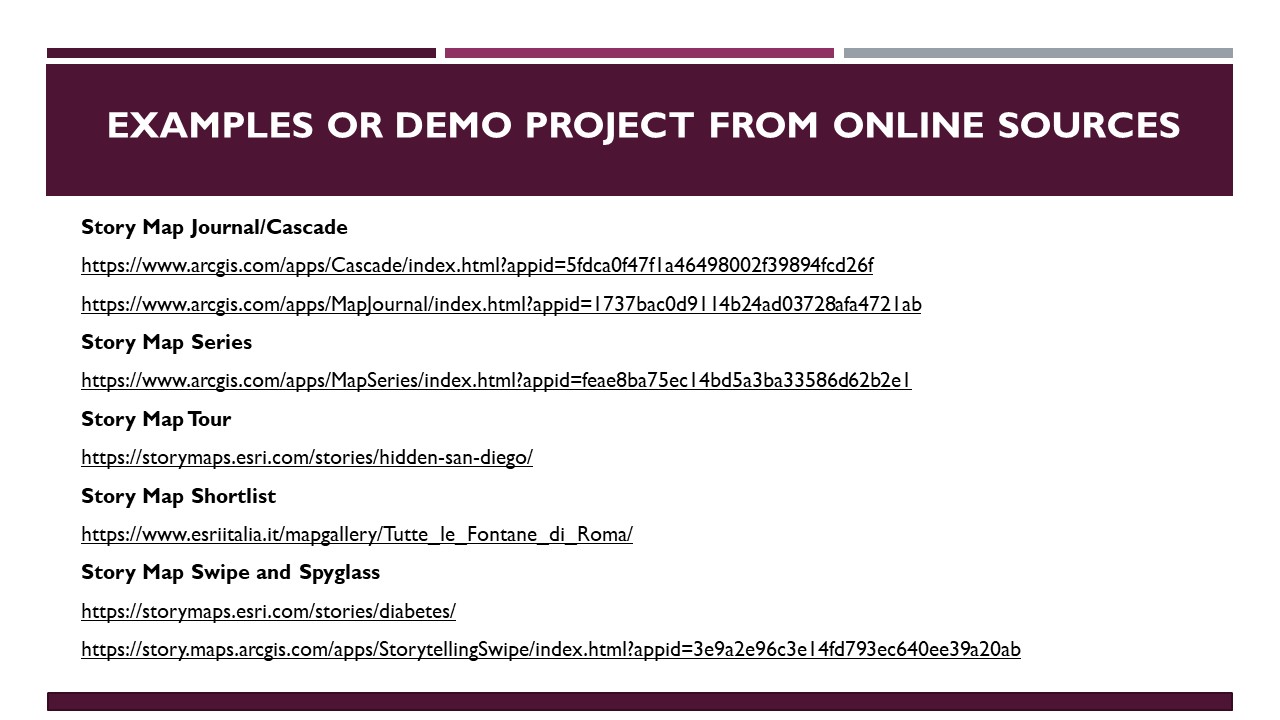 EXAMPLES OR DEMO PROJECT FROM ONLINE SOURCES
Story Map Journal/Cascade
https://www.arcgis.com/apps/Cascade/index.html?appid=5fdca0f47f1a46498002f39894fcd26f
https://www.arcgis.com/apps/MapJournal/index.html?appid=1737bac0d9114b24ad03728afa4721ab
Story Map Series
https://www.arcgis.com/apps/MapSeries/index.html?appid=feae8ba75ec14bd5a3ba33586d62b2e1
Story Map Tour
https://storymaps.esri.com/stories/hidden-san-diego/
Story Map Shortlist
https://www.esriitalia.it/mapgallery/Tutte_le_Fontane_di_Roma/
Story Map Swipe and Spyglass
https://storymaps.esri.com/stories/diabetes/
https://story.maps.arcgis.com/apps/StorytellingSwipe/index.html?appid=3e9a2e96c3e14fd793ec640ee39a20ab